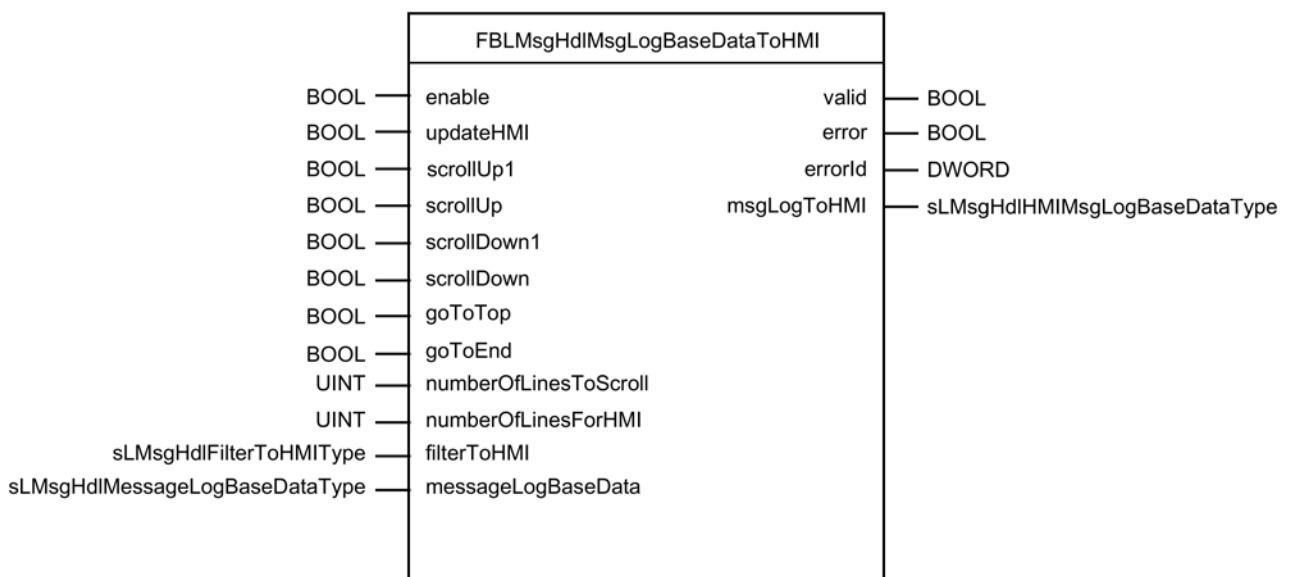 FBLMsgHdlMsgLogBaseDataToHMI
BOOL enable valid BOOL
BOOL updateHMI error BOOL
BOOL scrollUp1 errorId DWORD
BOOL scrollUp msgLogToHMI sLMsgHdlHMIMsgLogBaseDataType
BOOL scrollDown1
BOOL scrollDown
BOOL goToTop
BOOL goToEnd
UINT numberOfLinesToScroll
UINT numberOfLinesForHMI
sLMsgHdlFilterToHMIType filterToHMI
sLMsgHdlMessageLogBaseDataType messageLogBaseData